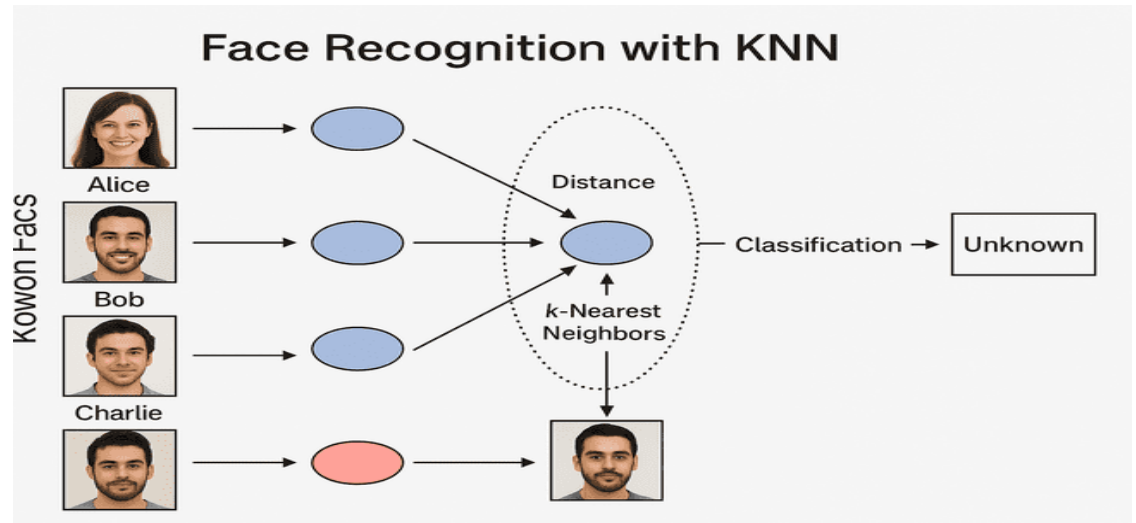 Face Recognition with KNN
Kowon Facs
Alice
Bob
Charlie
Distance
k-Nearest
Neighbors
Classification
Unknown